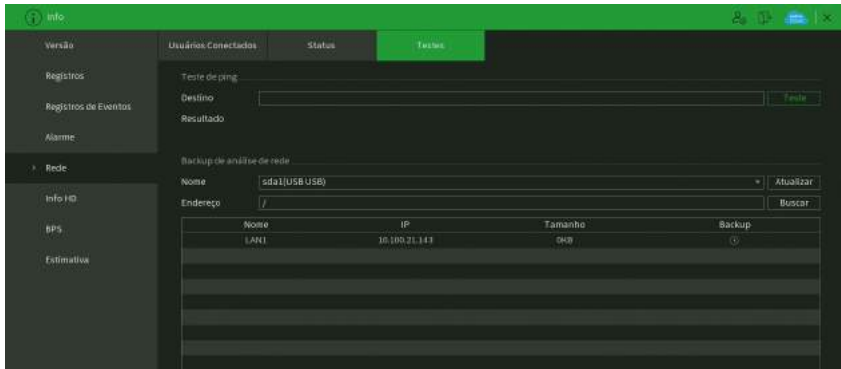 Info
Versão
Usuários Conectados Status Testes
Registros
Teste de ping
Registros de Eventos
Destino Teste
Resultado
Alarme
Rede
Backup de análise de rede
Nome sda1(USB USB) Atualizar
Info HD
Endereço / Buscar
BPS
Nome IP Tamanho Backup
LAN1 10.100.21.143 0KB
Estimativa